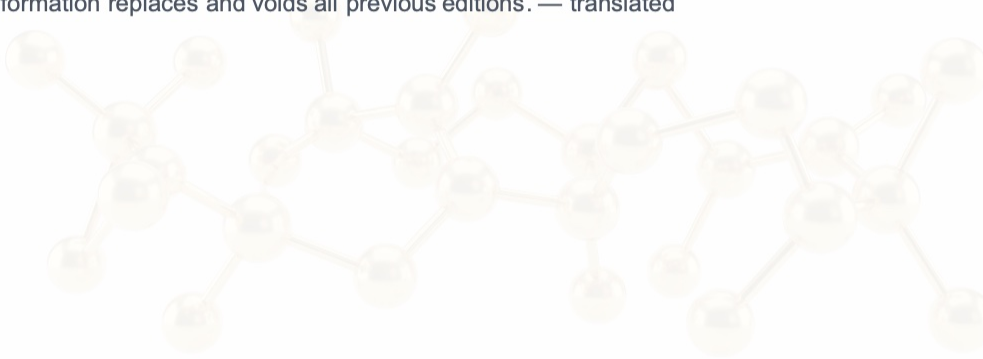 formation replaces and voids all previous editions. — translated